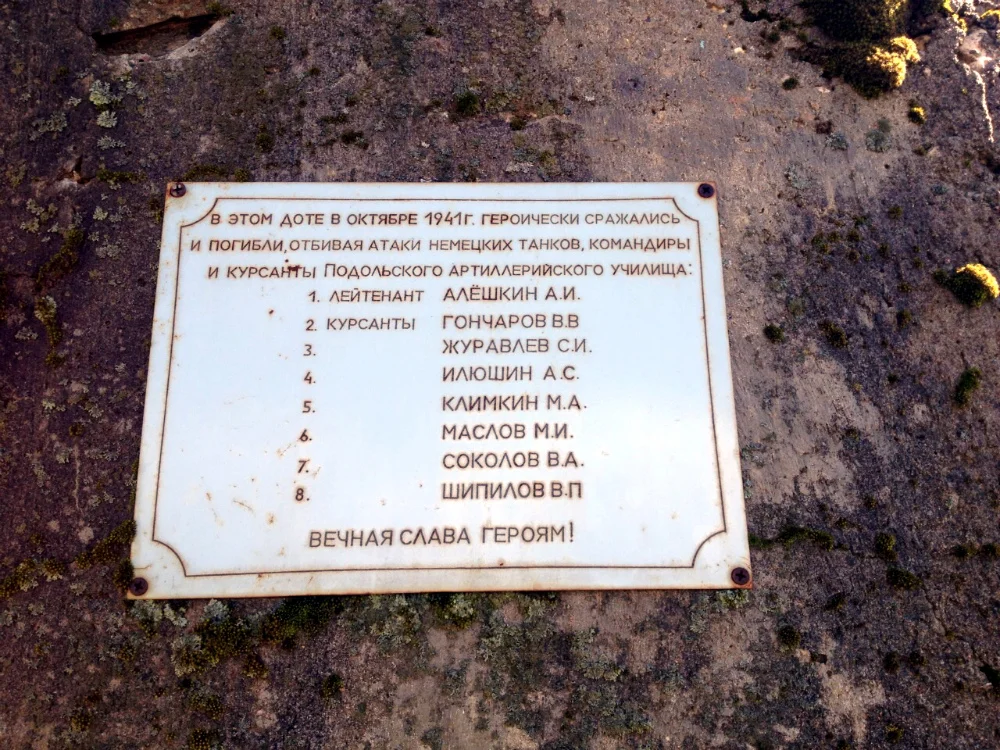 В ЭТОМ ДОТЕ В ОКТЯБРЕ 1941г. ГЕРОИЧЕСКИ СРАЖАЛИСЬ
И ПОГИБЛИ, ОТБИВАЯ АТАКИ НЕМЕЦКИХ ТАНКОВ, КОМАНДИРЫ
И КУРСАНТЫ ПОДОЛЬСКОГО АРТИЛЛЕРИЙСКОГО УЧИЛИЩА:
1. ЛЕЙТЕНАНТ АЛЁШКИН А.И.
2. КУРСАНТЫ ГОНЧАРОВ В.В
3. ЖУРАВЛЕВ С.И.
4. ИЛЮШИН А.С.
5. КЛИМКИН М.А.
6. МАСЛОВ М.И.
7. СОКОЛОВ В.А.
8. ШИПИЛОВ В.П
ВЕЧНАЯ СЛАВА ГЕРОЯМ!